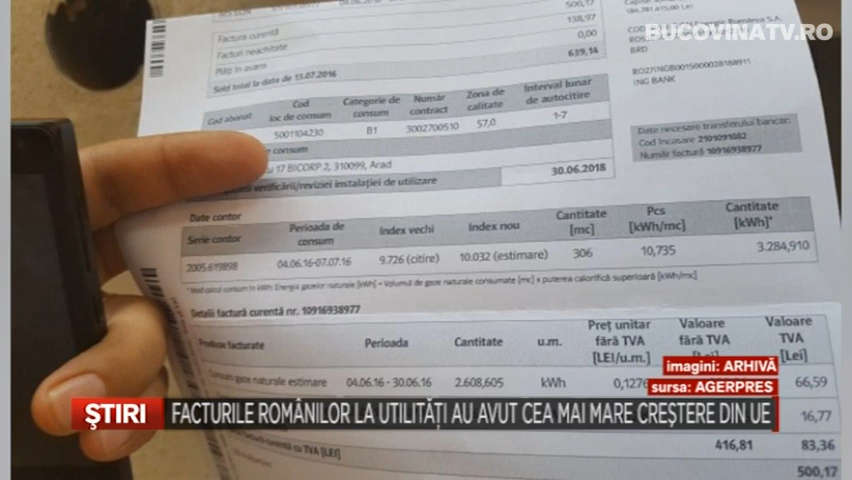 500,17
BUCOVINATV.RO
Factura curentă
138,97
Facturi neachitate
0,00
Plăți în avans
639,14
Sold total la data de 13.07.2016
RO27INGB0015000028188911
ING BANK
Cod abonat
Cod loc de consum
Categorie de consum
Număr contract
Zona de calitate
Interval lunar de autocitire
5001104230
B1
3002700510
57,0
1-7
Date necesare transferului bancar:
Cod încasare 2101091082
Număr factură 10916938977
consum
17 BICORP 2, 310099, Arad
verificării/reviziei instalației de utilizare
30.06.2018
Date contor
Serie contor
Perioada de consum
Index vechi
Index nou
Cantitate [mc]
Pcs [kWh/mc]
Cantitate [kWh]*
2005.619898
04.06.16-07.07.16
9.726 (citire)
10.032 (estimare)
306
10,735
3.284,910
Detalii factură curentă nr. 10916938977
Produse facturate
Perioada
Cantitate
u.m.
Preț unitar fără TVA [LEI/u.m.]
Valoare fără TVA
Valoare TVA [Lei]
Consum gaze naturale estimare
04.06.16 - 30.06.16
2.608,605
kWh
66,59
imagini: ARHIVĂ
sursa: AGERPRES
ȘTIRI
FACTURILE ROMÂNILOR LA UTILITĂȚI AU AVUT CEA MAI MARE CREȘTERE DIN UE
16,77
416,81
83,36
500,17